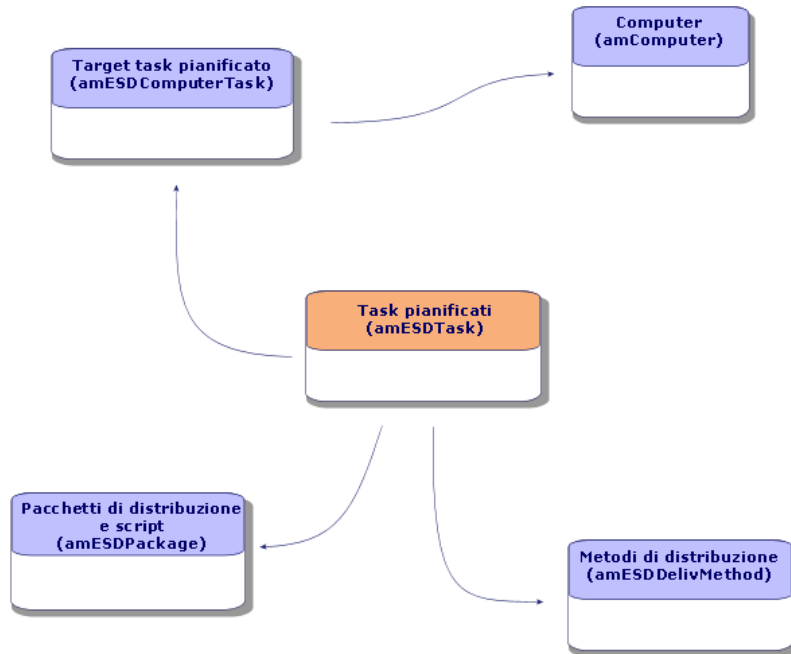 Computer
(amComputer)
Target task pianificato
(amESDComputerTask)
Task pianificati
(amESDTask)
Pacchetti di distribuzione
e script
(amESDPackage)
Metodi di distribuzione
(amESDDelivMethod)